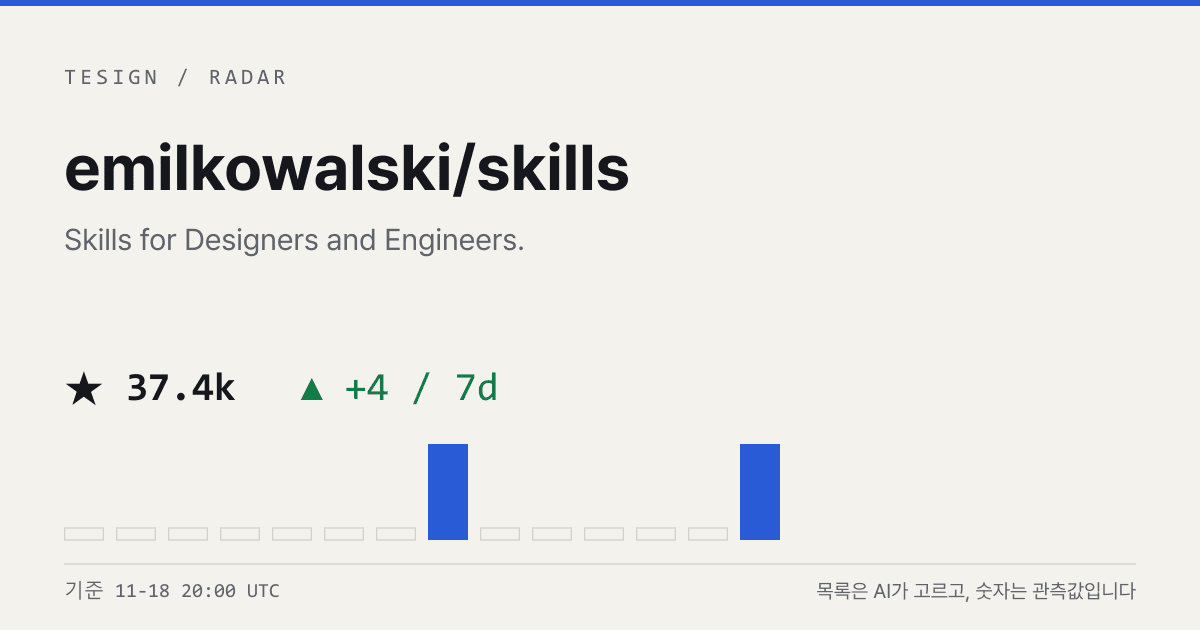 TESIGN / RADAR
emilkowalski/skills
Skills for Designers and Engineers.
★ 37.4k ▲ +4 / 7d
기준 11-18 20:00 UTC
목록은 AI가 고르고, 숫자는 관측값입니다